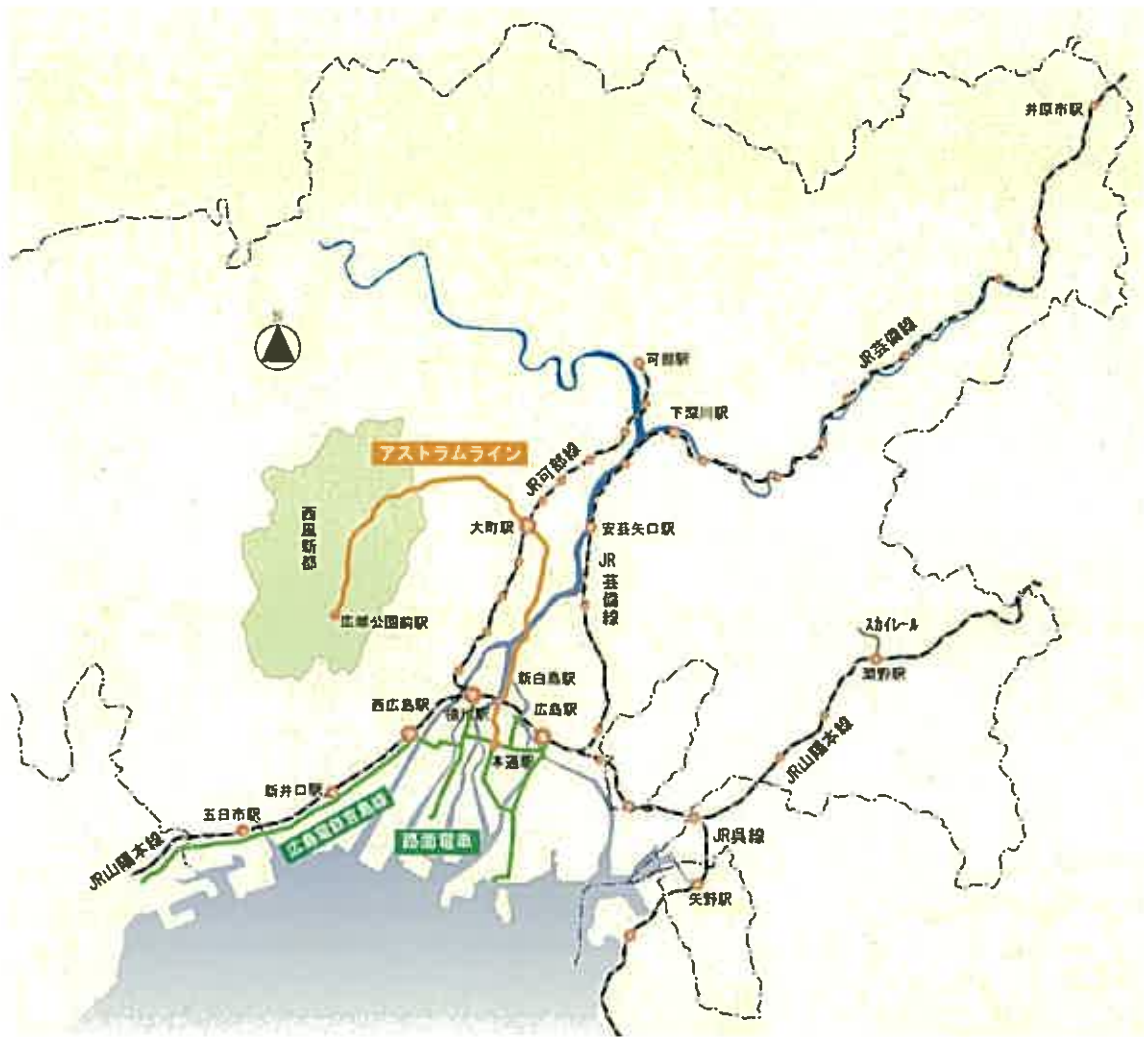 井原市駅
N
JR芸備線
可部駅
下深川駅
アストラムライン
JR可部線
西風新都
大町駅
安芸矢口駅
JR芸備線
広域公園前駅
スカイレール
瀬野駅
新白島駅
西広島駅
横川駅
広島駅
本通駅
JR山陽本線
新井口駅
五日市駅
広島電鉄宮島線
路面電車
JR呉線
JR山陽本線
矢野駅